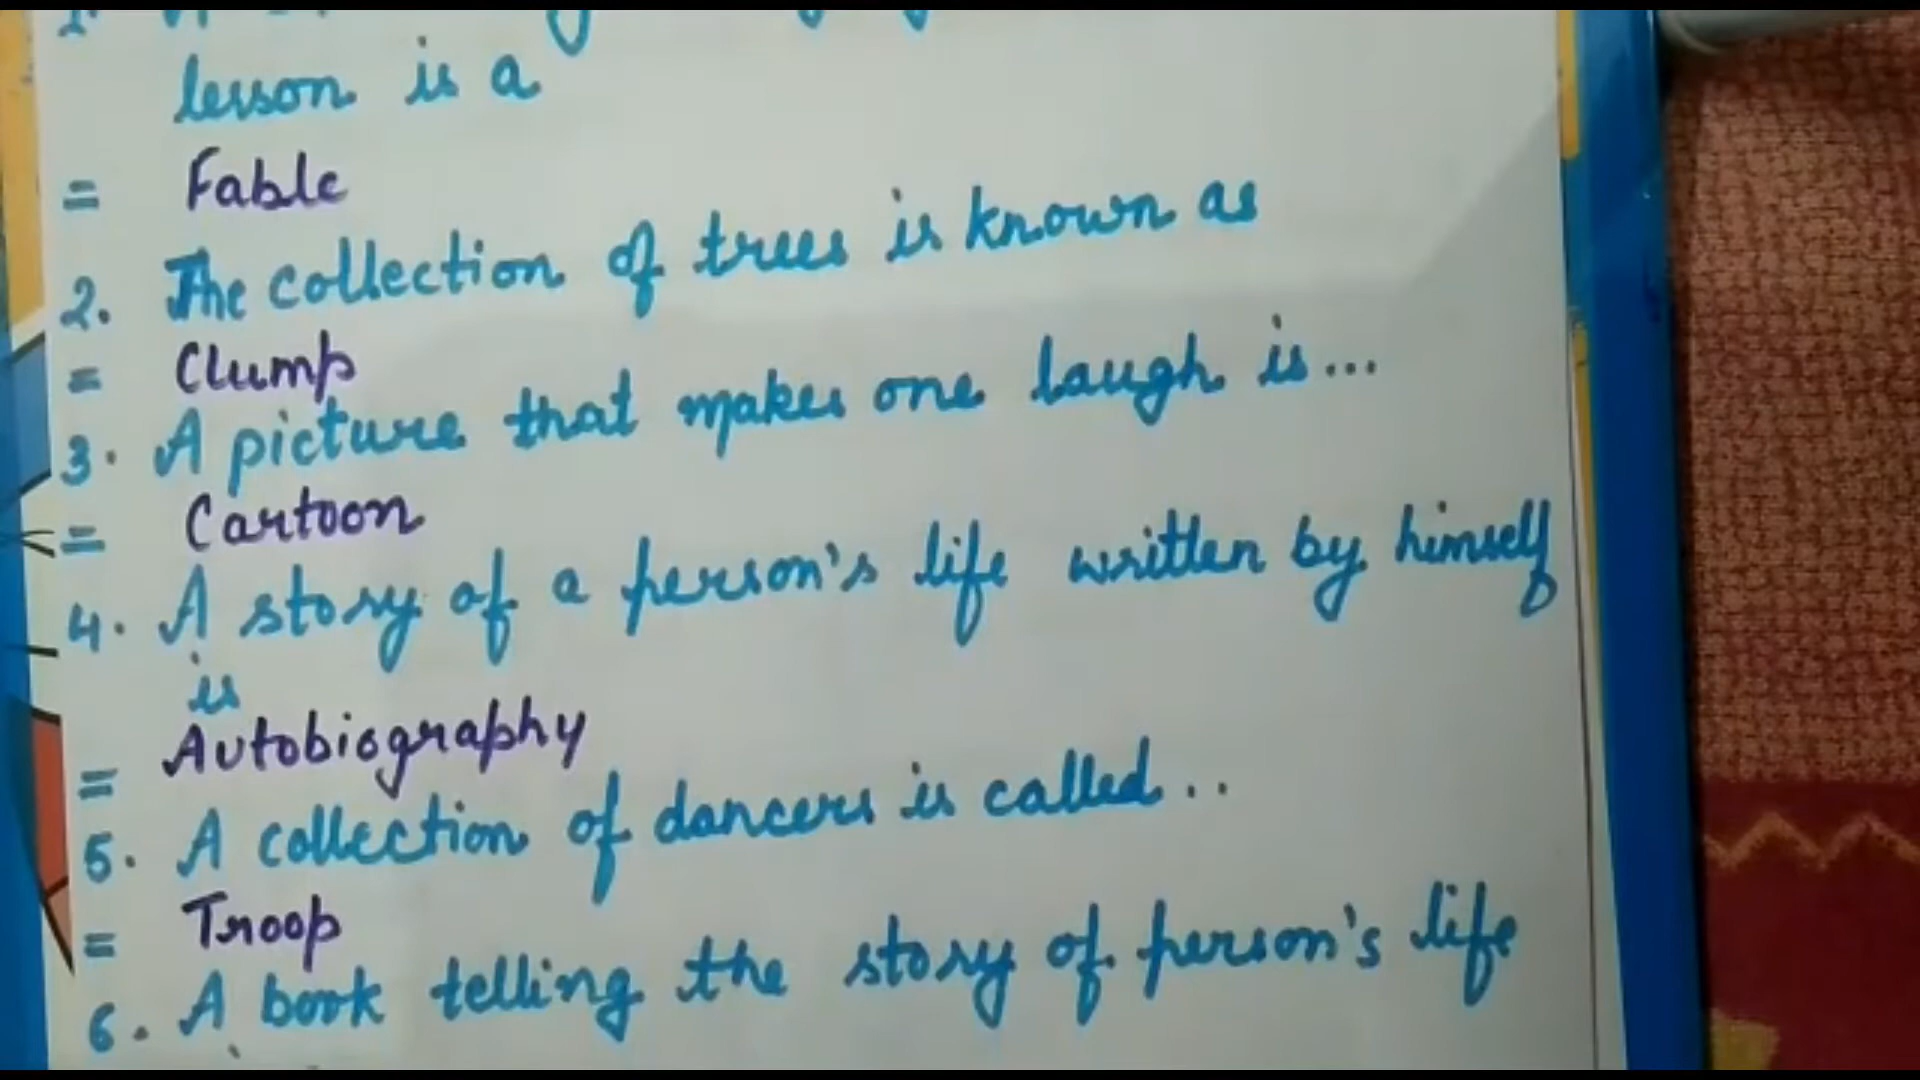 lesson is a
= Fable
2. The collection of trees is known as
= Clump
3. A picture that makes one laugh is...
= Cartoon
4. A story of a person's life written by himself
is
= Autobiography
5. A collection of dancers is called..
= Troop
6. A book telling the story of person's life